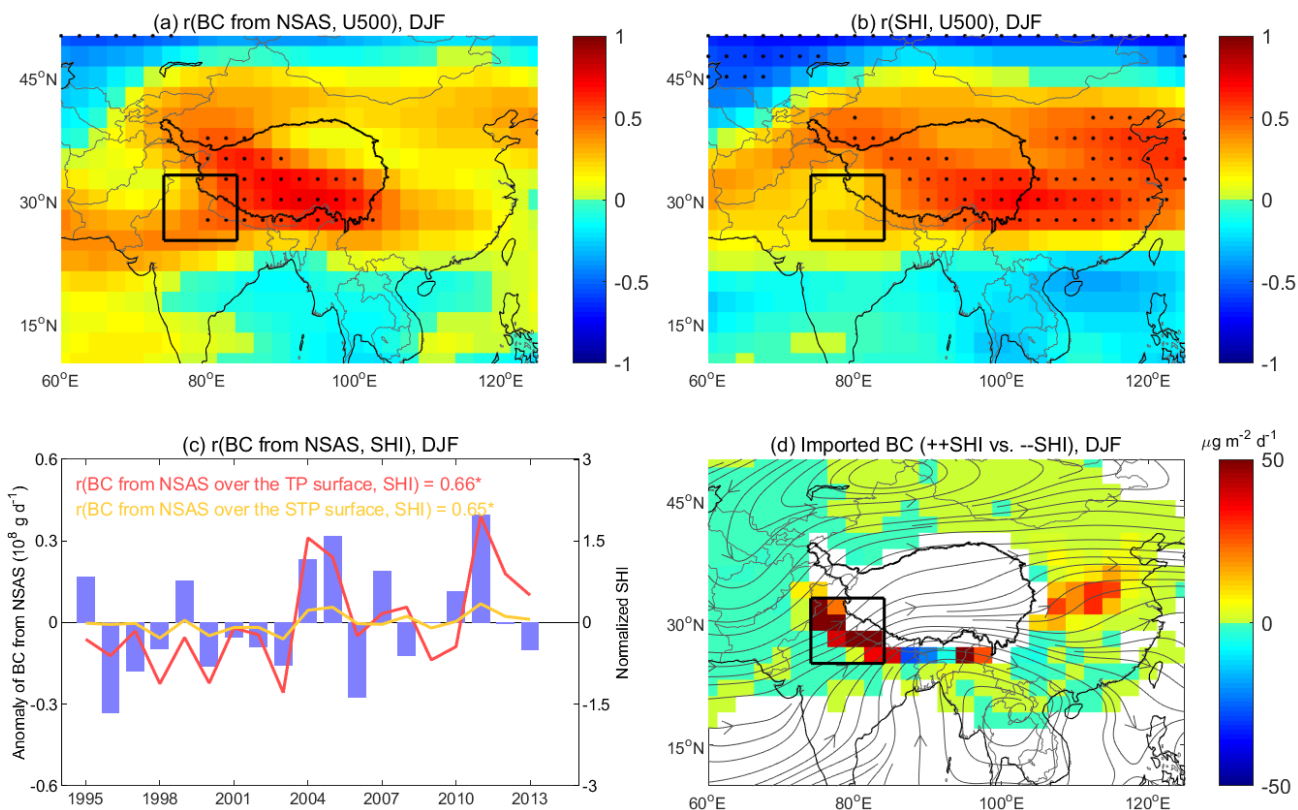 (a) r(BC from NSAS, U500), DJF
45°N
30°N
15°N
60°E 80°E 100°E 120°E
1
0.5
0
-0.5
-1
(b) r(SHI, U500), DJF
45°N
30°N
15°N
60°E 80°E 100°E 120°E
1
0.5
0
-0.5
-1
(c) r(BC from NSAS, SHI), DJF
r(BC from NSAS over the TP surface, SHI) = 0.66*
r(BC from NSAS over the STP surface, SHI) = 0.65*
Anomaly of BC from NSAS (10⁸ g d⁻¹)
0.6
0.3
0
-0.3
-0.6
1995 1998 2001 2004 2007 2010 2013
3
1.5
0
-1.5
-3
Normalized SHI
(d) Imported BC (++SHI vs. --SHI), DJF
45°N
30°N
15°N
60°E 80°E 100°E 120°E
μg m⁻² d⁻¹
50
0
-50